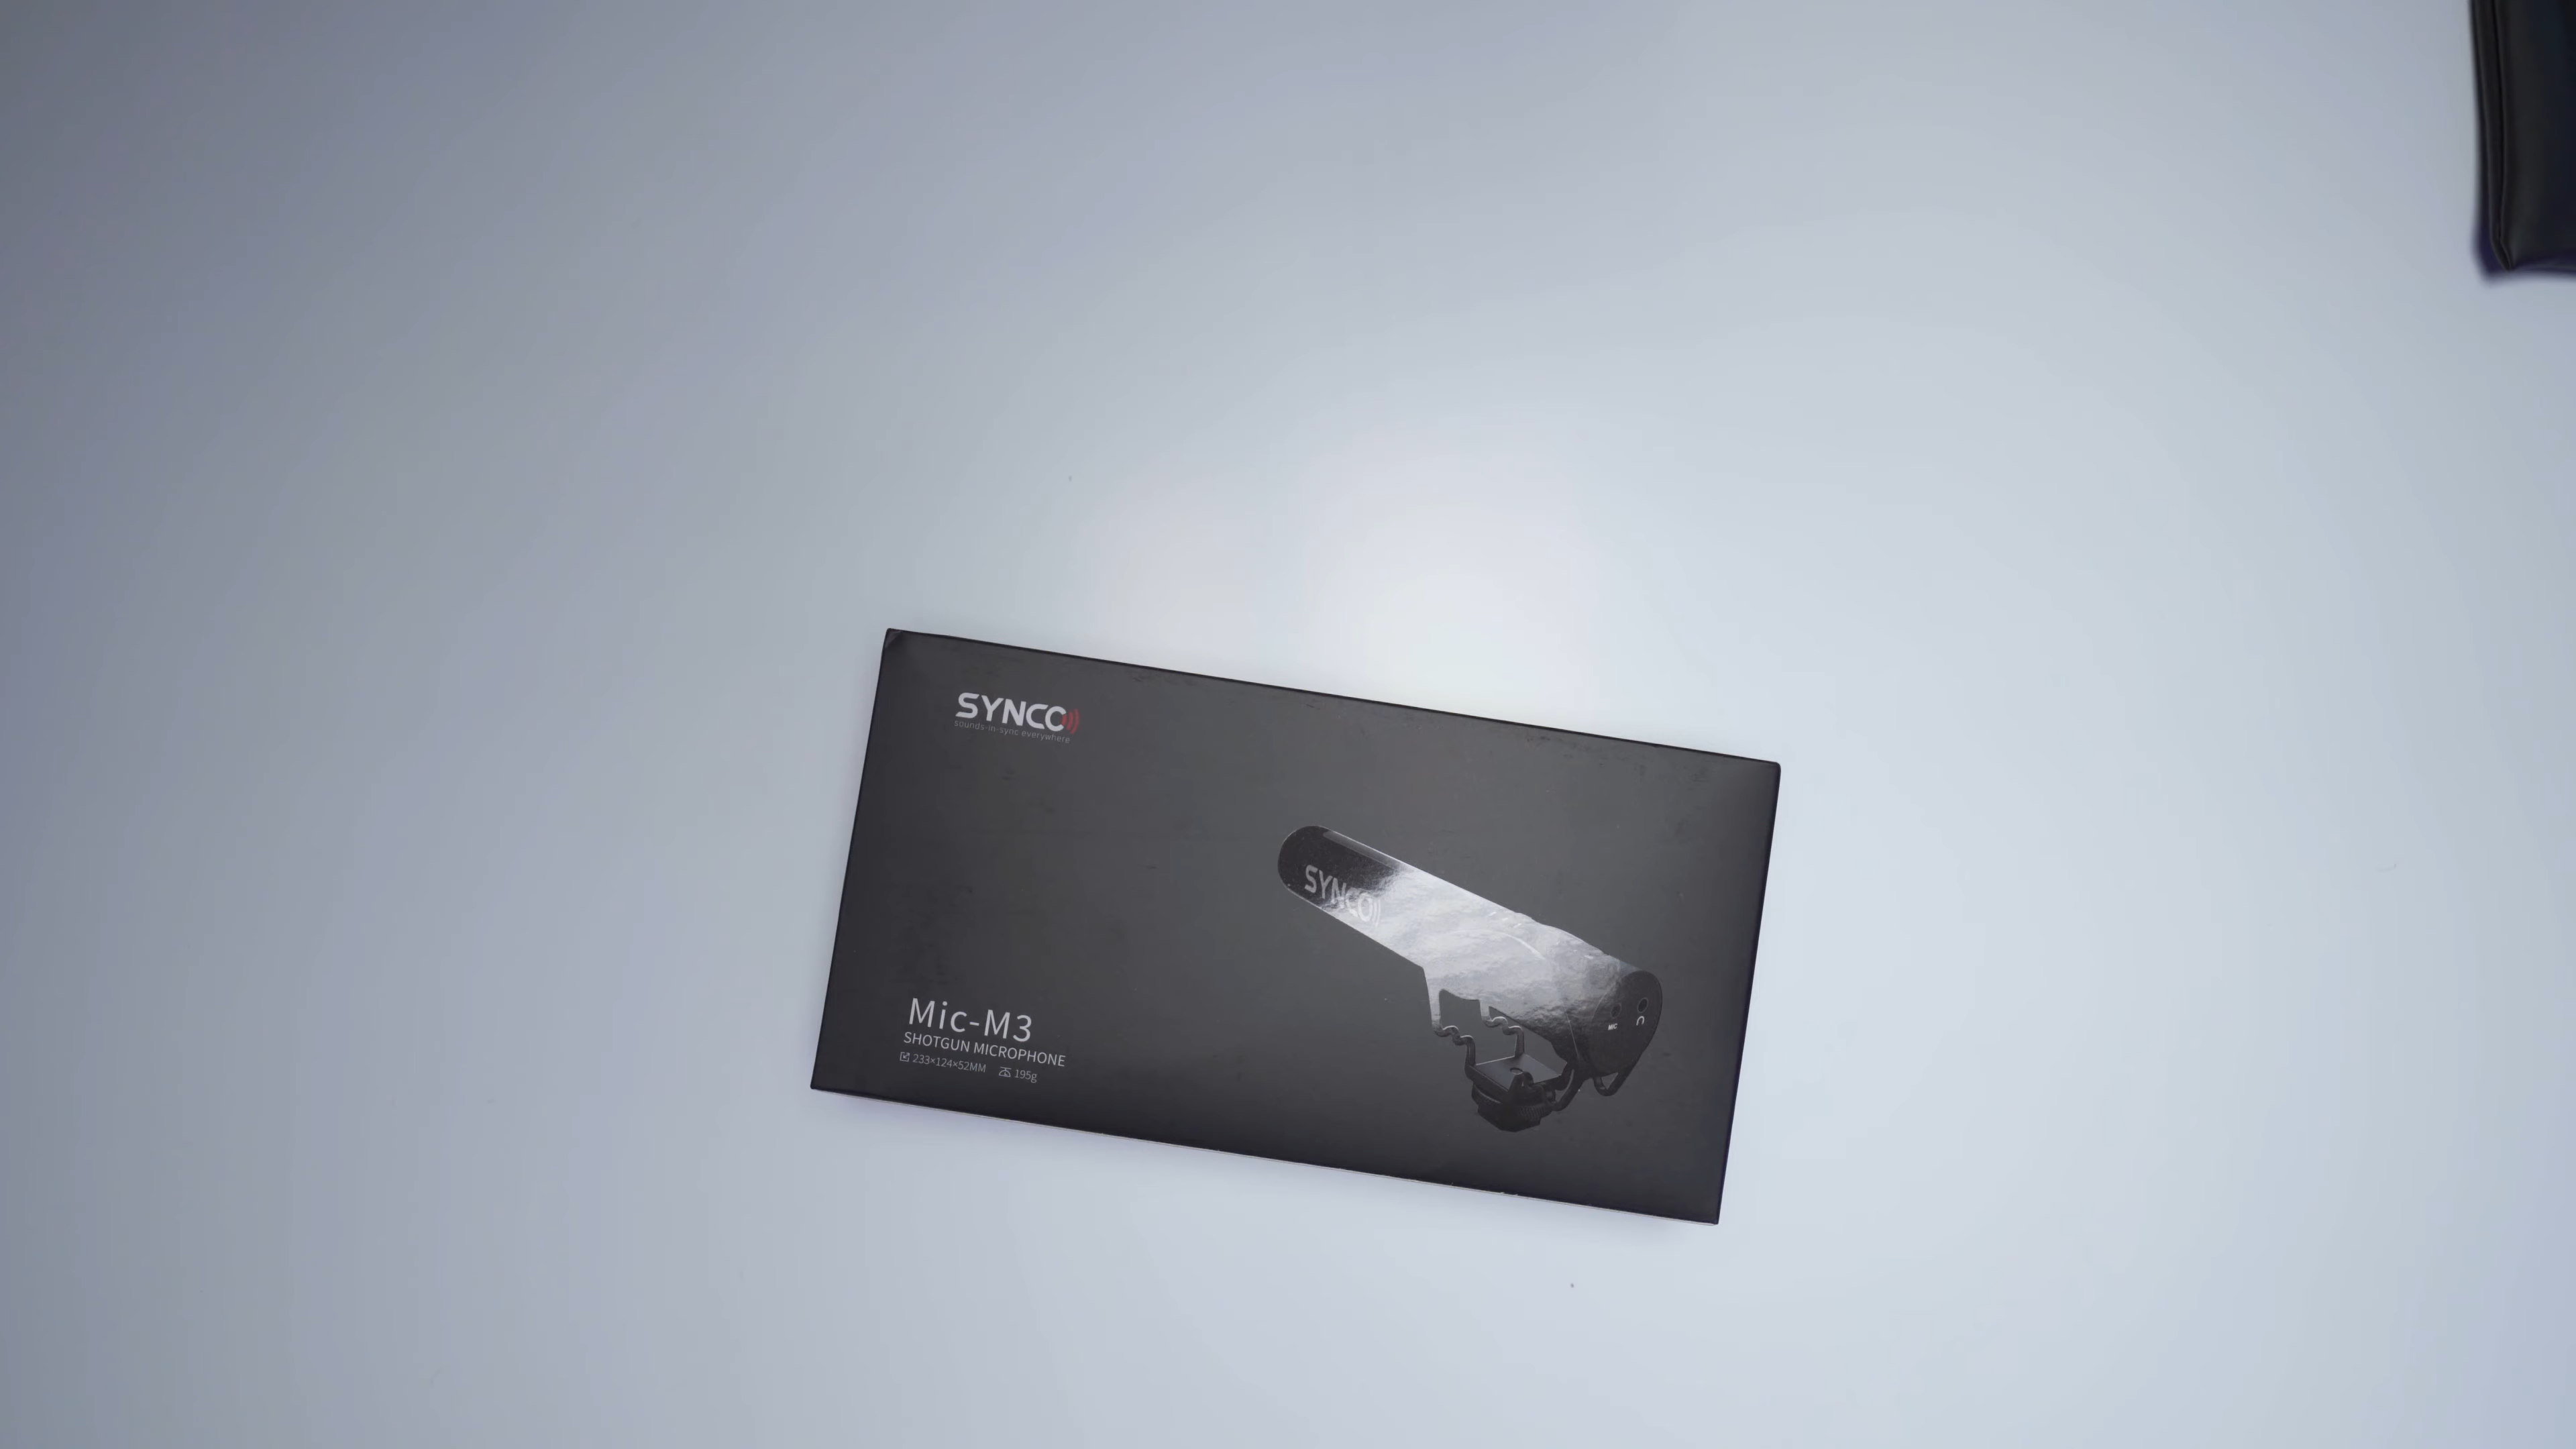 SYNCO
sounds-in-sync everywhere
SYNCO
MIC
Mic-M3
SHOTGUN MICROPHONE
233×124×52MM 195g